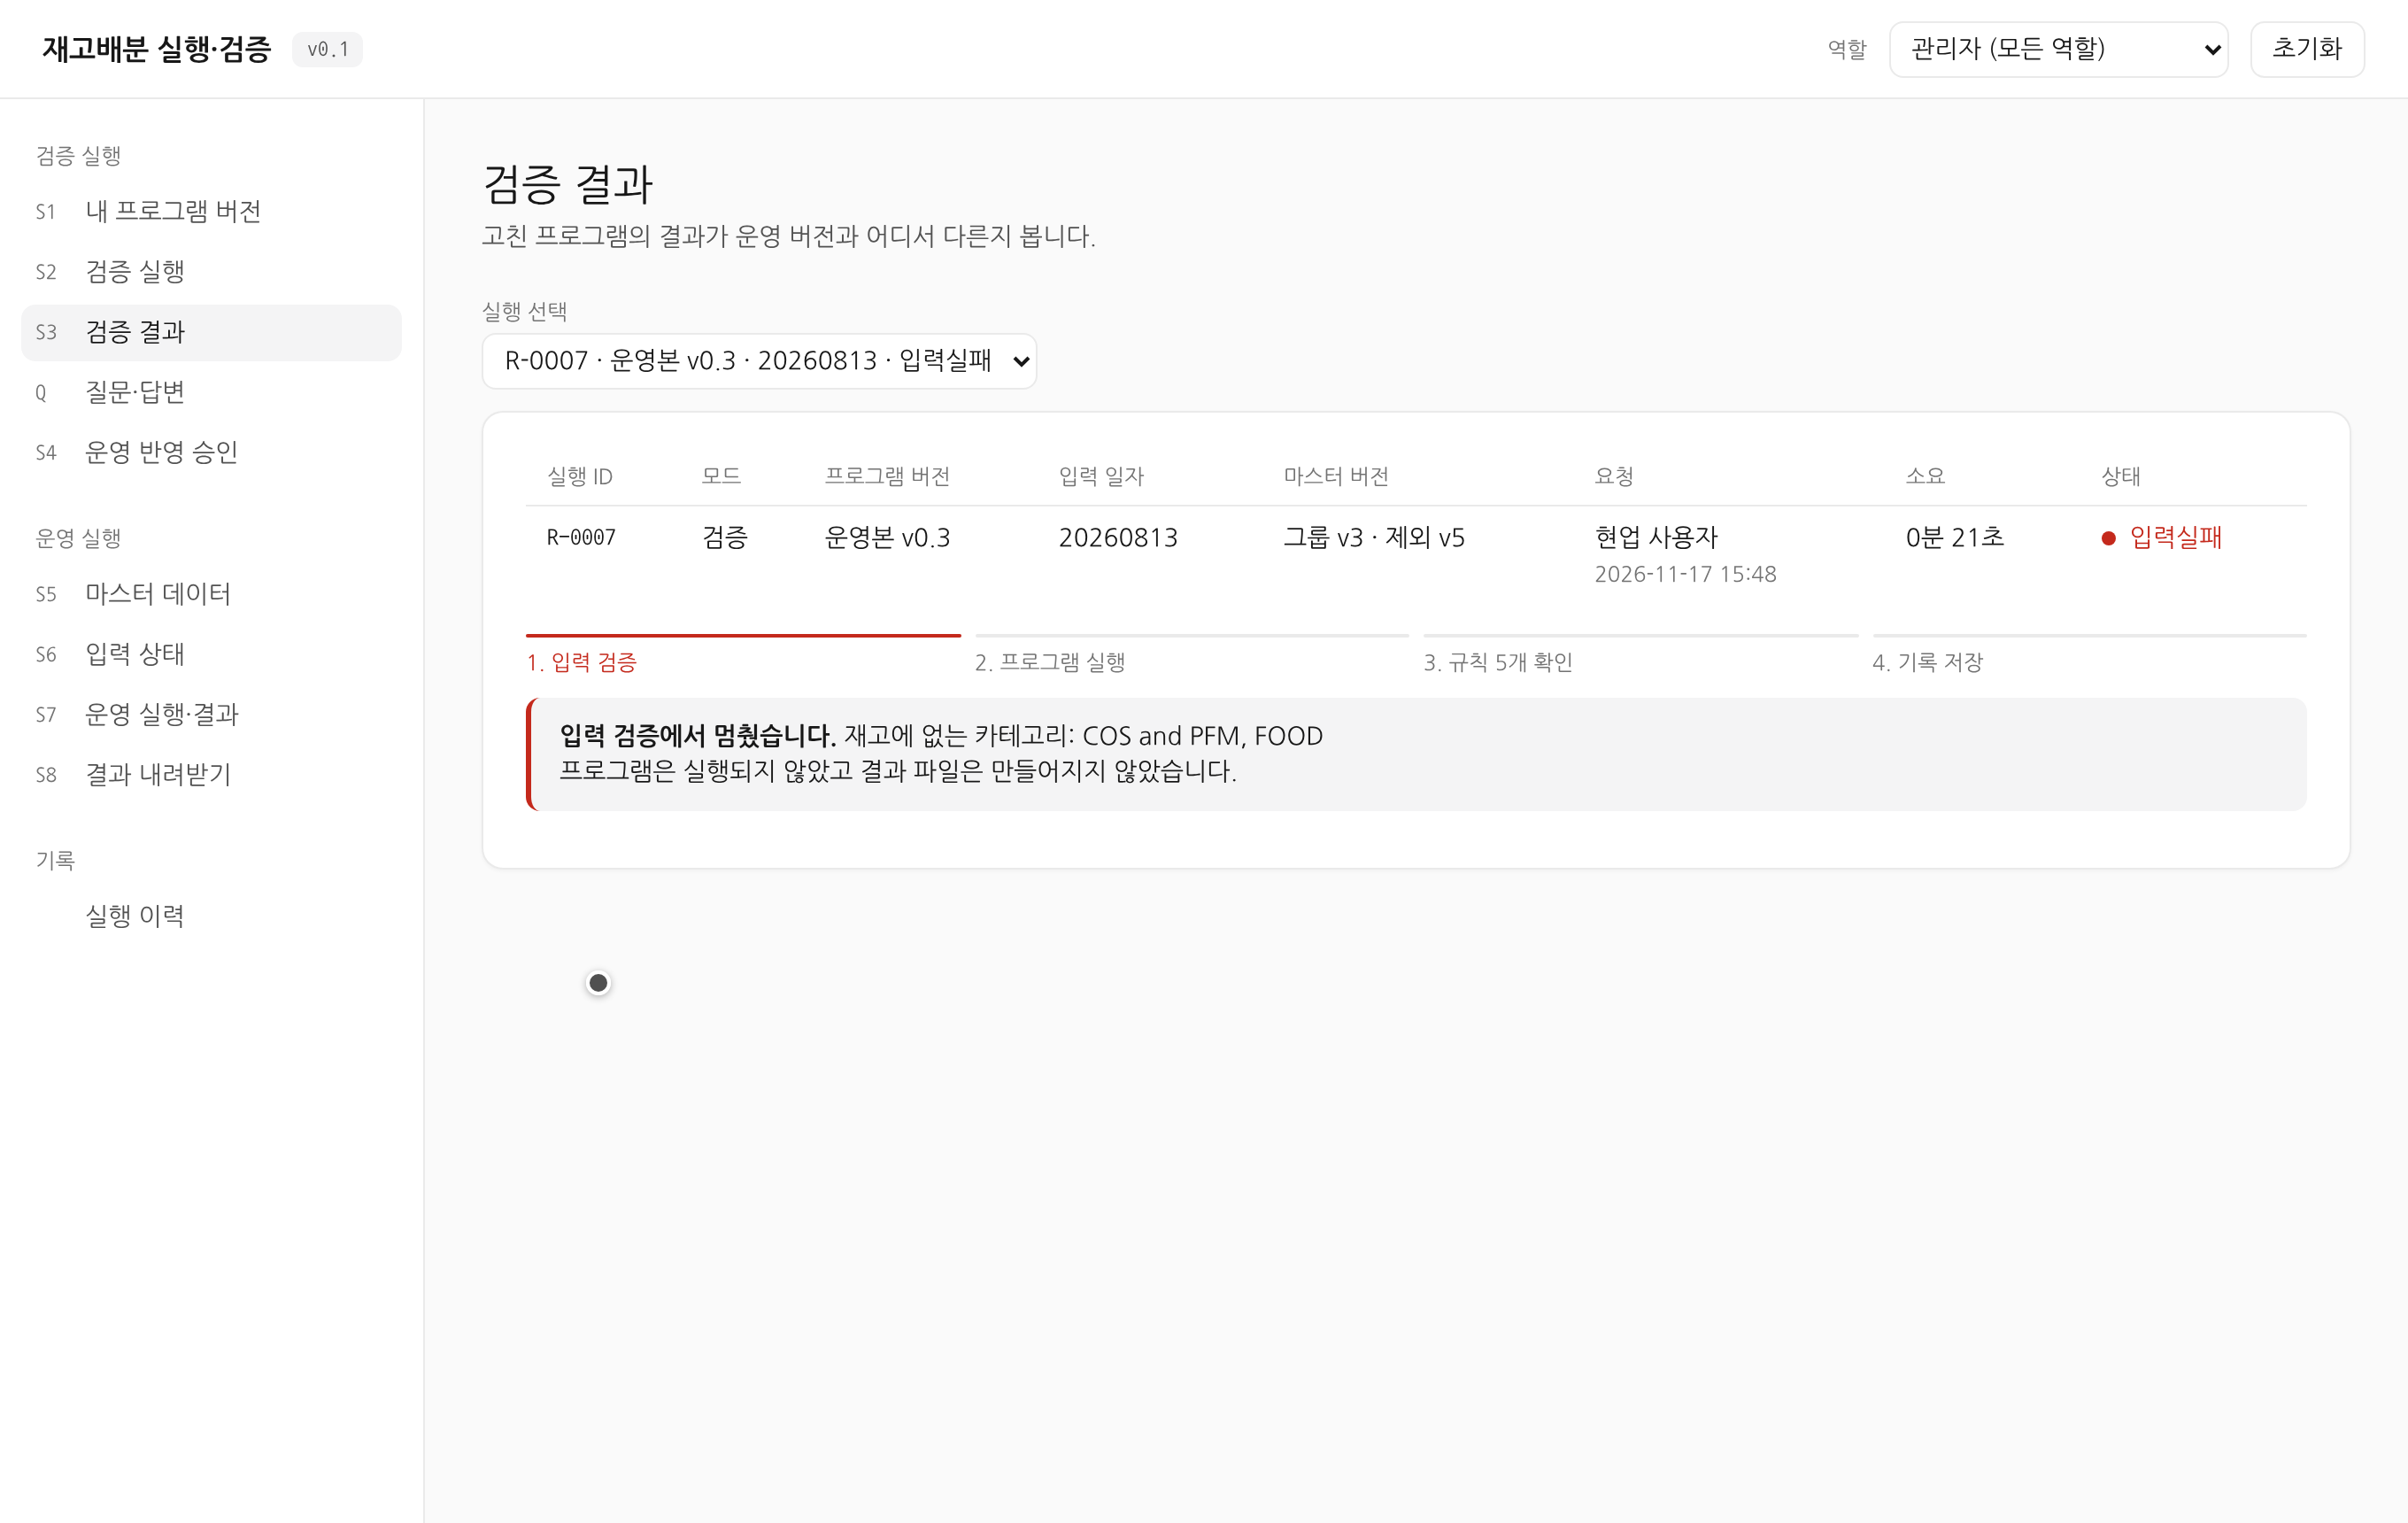 재고배분 실행·검증 v0.1
역할 관리자 (모든 역할) 초기화
검증 실행
S1 내 프로그램 버전
S2 검증 실행
S3 검증 결과
Q 질문·답변
S4 운영 반영 승인
운영 실행
S5 마스터 데이터
S6 입력 상태
S7 운영 실행·결과
S8 결과 내려받기
기록
실행 이력
검증 결과
고친 프로그램의 결과가 운영 버전과 어디서 다른지 봅니다.
실행 선택
R-0007 · 운영본 v0.3 · 20260813 · 입력실패
실행 ID 모드 프로그램 버전 입력 일자 마스터 버전 요청 소요 상태
R-0007 검증 운영본 v0.3 20260813 그룹 v3 · 제외 v5 현업 사용자 0분 21초 입력실패
2026-11-17 15:48
1. 입력 검증 2. 프로그램 실행 3. 규칙 5개 확인 4. 기록 저장
입력 검증에서 멈췄습니다. 재고에 없는 카테고리: COS and PFM, FOOD
프로그램은 실행되지 않았고 결과 파일은 만들어지지 않았습니다.